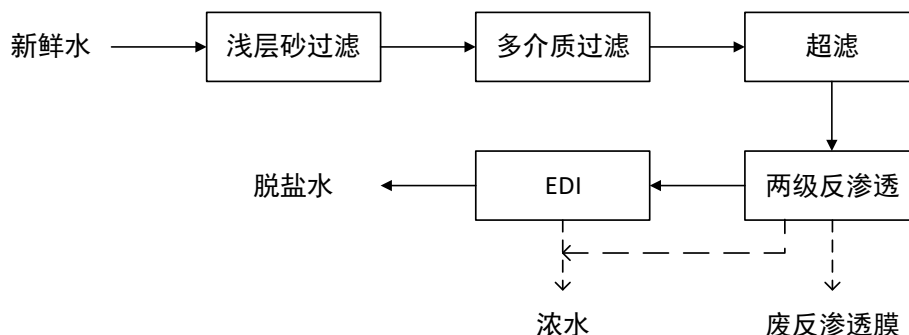 新鲜水
浅层砂过滤
多介质过滤
超滤
脱盐水
EDI
两级反渗透
浓水
废反渗透膜